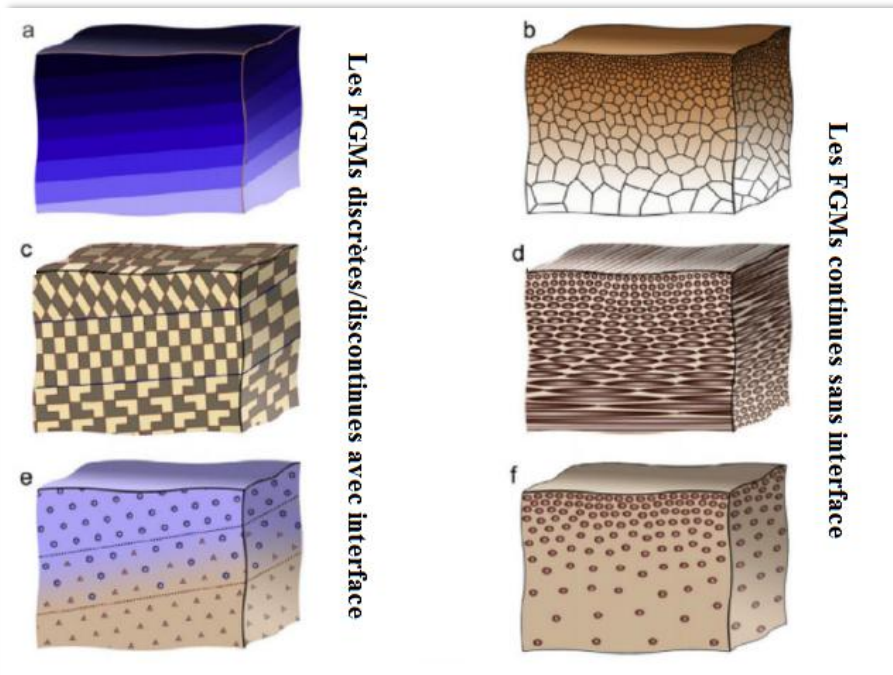 a
b
Les FGMs discrètes/discontinues avec interface
Les FGMs continues sans interface
c
d
e
f